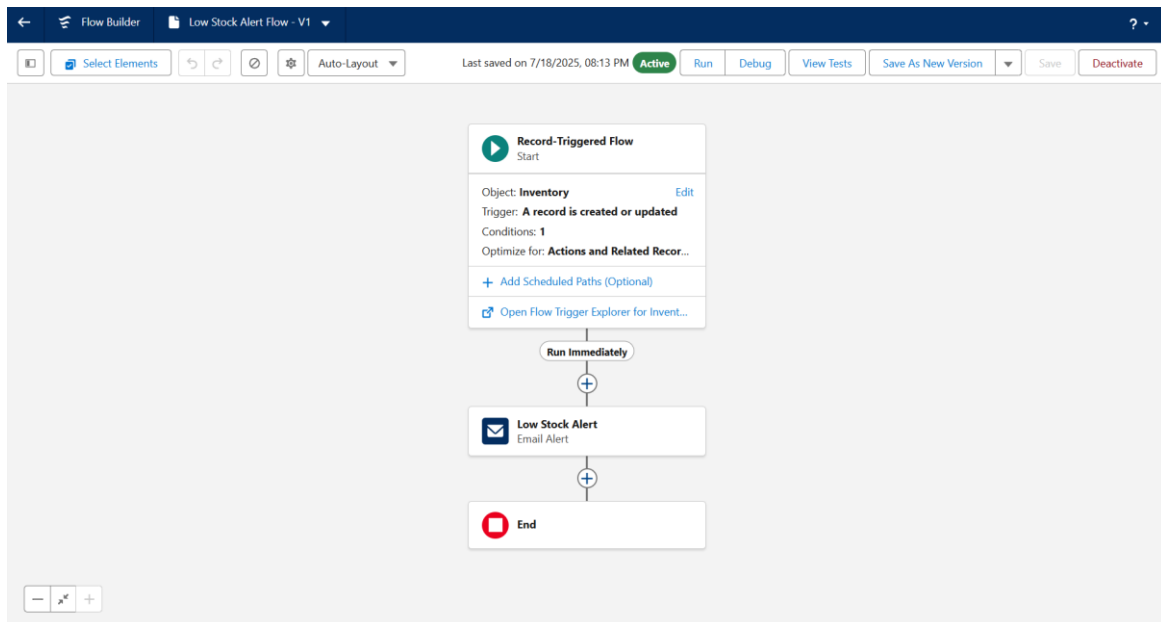 Flow Builder
Low Stock Alert Flow - V1
?
Select Elements
Auto-Layout
Last saved on 7/18/2025, 08:13 PM
Active
Run
Debug
View Tests
Save As New Version
Save
Deactivate
Record-Triggered Flow
Start
Object: Inventory
Edit
Trigger: A record is created or updated
Conditions: 1
Optimize for: Actions and Related Recor...
Add Scheduled Paths (Optional)
Open Flow Trigger Explorer for Invent...
Run Immediately
Low Stock Alert
Email Alert
End